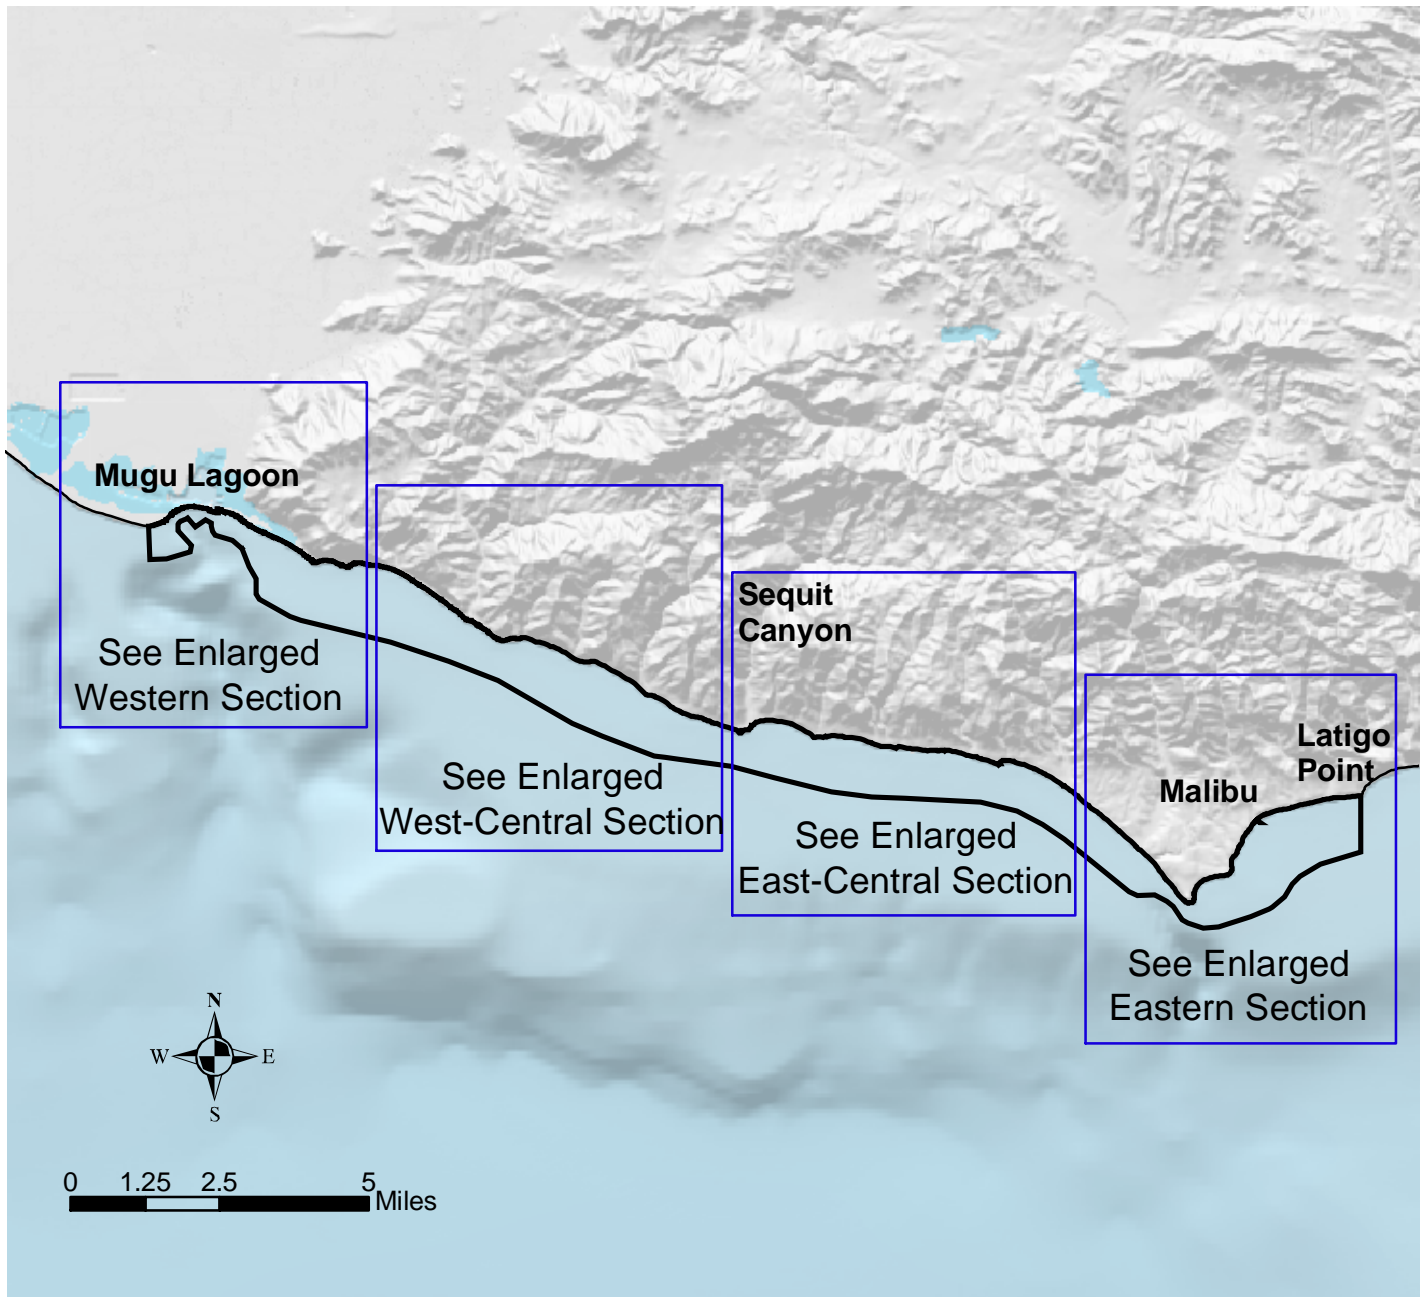 Mugu Lagoon
See Enlarged
Western Section
Sequit
Canyon
See Enlarged
West-Central Section
Latigo
Point
Malibu
See Enlarged
East-Central Section
See Enlarged
Eastern Section
N
W E
S
0 1.25 2.5 5
Miles